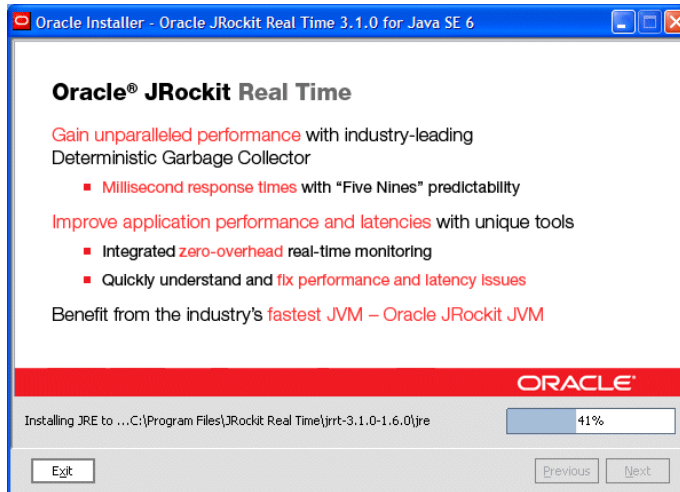 Oracle Installer - Oracle JRockit Real Time 3.1.0 for Java SE 6
Oracle® JRockit Real Time
Gain unparalleled performance with industry-leading
Deterministic Garbage Collector
Millisecond response times with “Five Nines” predictability
Improve application performance and latencies with unique tools
Integrated zero-overhead real-time monitoring
Quickly understand and fix performance and latency issues
Benefit from the industry’s fastest JVM – Oracle JRockit JVM
ORACLE®
Installing JRE to ...C:\Program Files\JRockit Real Time\jrrt-3.1.0-1.6.0\jre
41%
Exit
Previous
Next